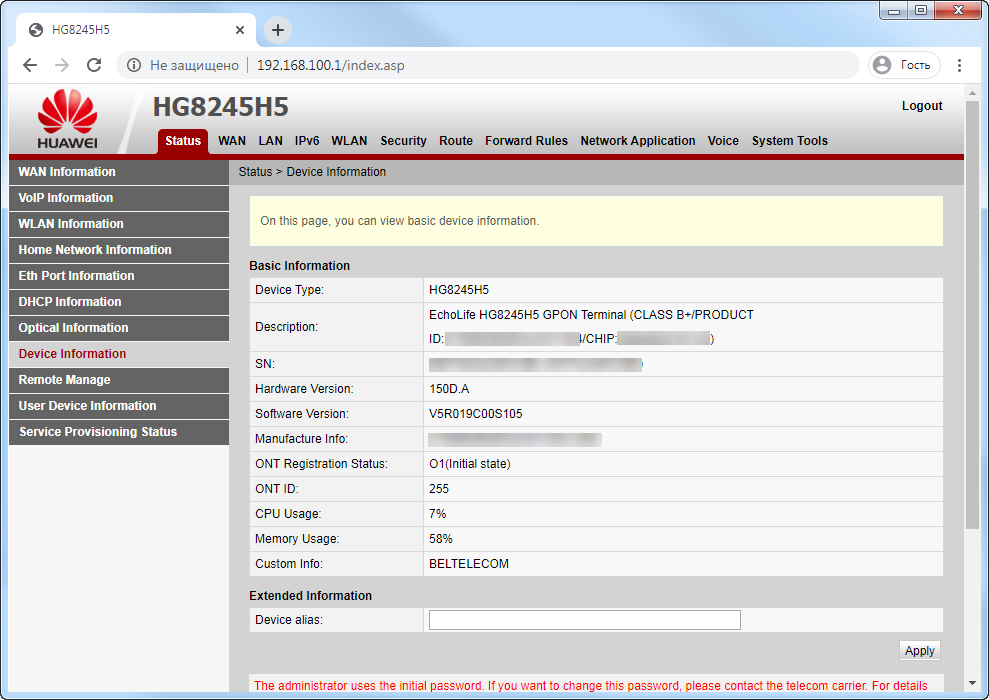 HG8245H5
Не защищено
192.168.100.1/index.asp
Гость
HUAWEI
HG8245H5
Logout
Status WAN LAN IPv6 WLAN Security Route Forward Rules Network Application Voice System Tools
WAN Information
VoIP Information
WLAN Information
Home Network Information
Eth Port Information
DHCP Information
Optical Information
Device Information
Remote Manage
User Device Information
Service Provisioning Status
Status > Device Information
On this page, you can view basic device information.
Basic Information
Device Type: HG8245H5
Description: EchoLife HG8245H5 GPON Terminal (CLASS B+/PRODUCT
ID: /CHIP: )
SN:
Hardware Version: 150D.A
Software Version: V5R019C00S105
Manufacture Info:
ONT Registration Status: O1(Initial state)
ONT ID: 255
CPU Usage: 7%
Memory Usage: 58%
Custom Info: BELTELECOM
Extended Information
Device alias:
Apply
The administrator uses the initial password. If you want to change this password, please contact the telecom carrier. For details